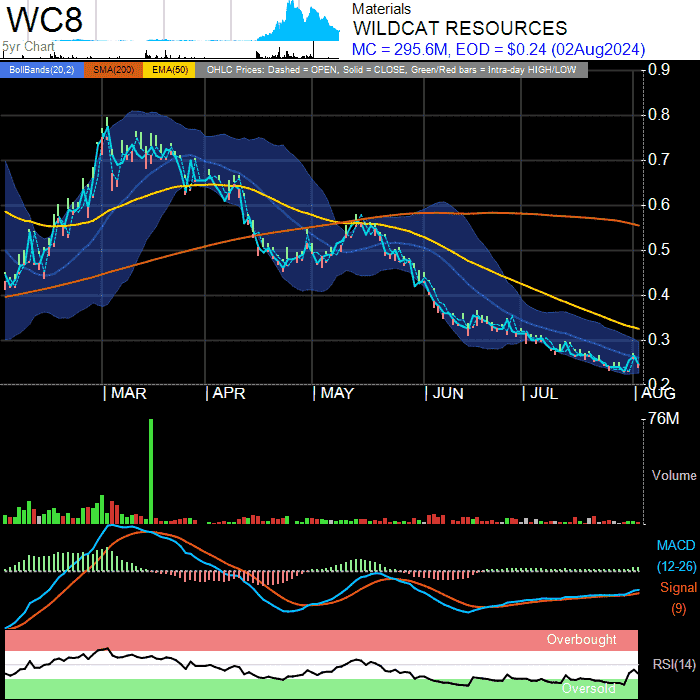 WC8
5yr Chart
Materials
WILDCAT RESOURCES
MC = 295.6M, EOD = $0.24 (02Aug2024)
BollBands(20,2) SMA(200) EMA(50) OHLC Prices: Dashed = OPEN, Solid = CLOSE, Green/Red bars = Intra-day HIGH/LOW
0.9
0.8
0.7
0.6
0.5
0.4
0.3
0.2
MAR APR MAY JUN JUL AUG
76M
Volume
MACD
(12-26)
Signal
(9)
Overbought
RSI(14)
Oversold